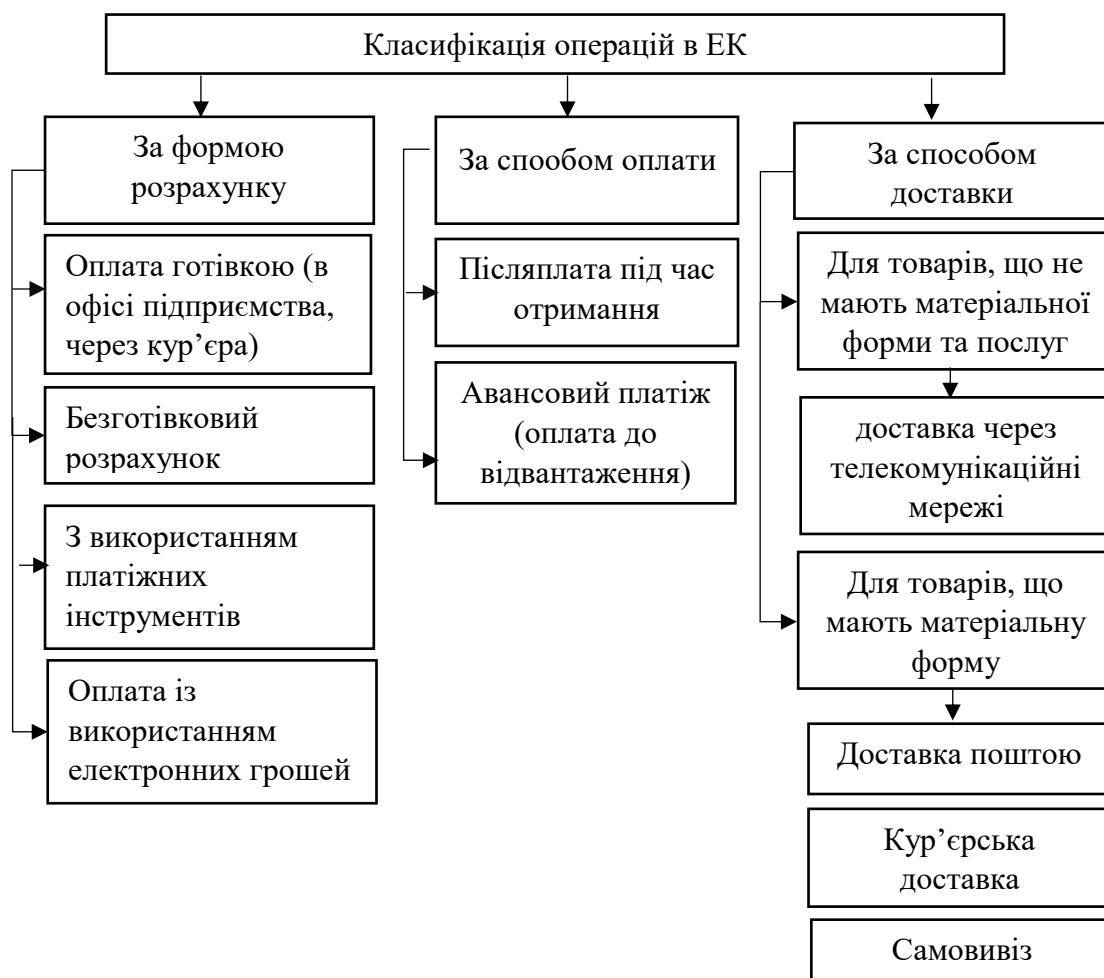 Класифікація операцій в ЕК
За формою
розрахунку
Оплата готівкою (в
офісі підприємства,
через кур’єра)
Безготівковий
розрахунок
З використанням
платіжних
інструментів
Оплата із
використанням
електронних грошей
За спообом оплати
Післяплата під час
отримання
Авансовий платіж
(оплата до
відвантаження)
За способом
доставки
Для товарів, що не
мають матеріальної
форми та послуг
доставка через
телекомунікаційні
мережі
Для товарів, що
мають матеріальну
форму
Доставка поштою
Кур’єрська
доставка
Самовивіз